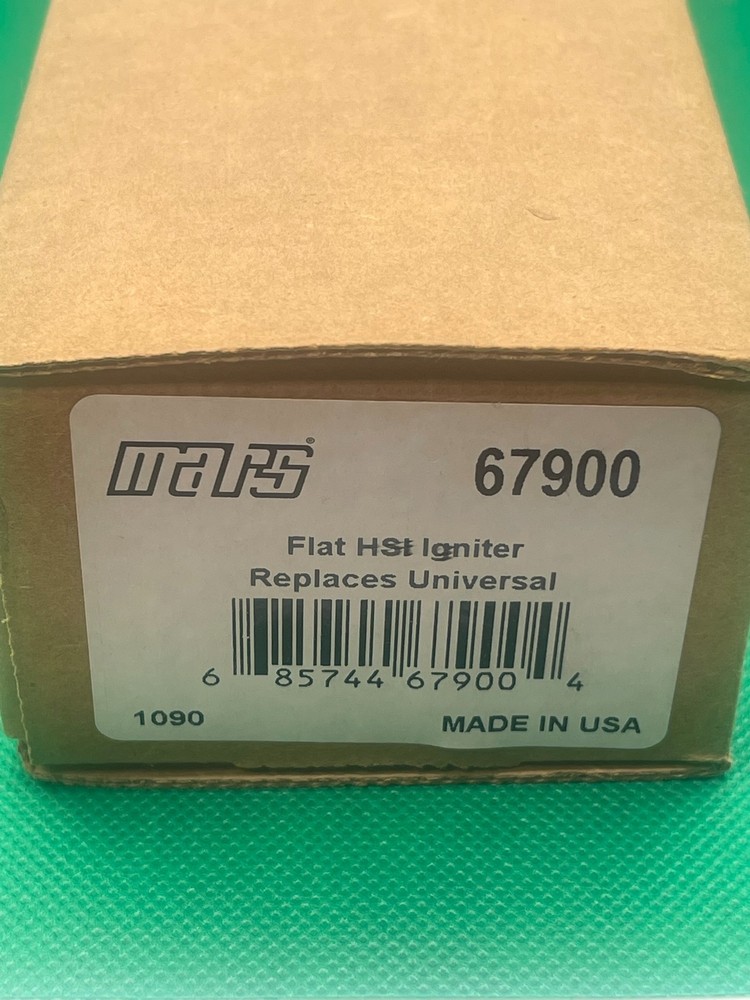 mars® 67900
Flat HSI Igniter
Replaces Universal
6 85744 67900 4
1090 MADE IN USA